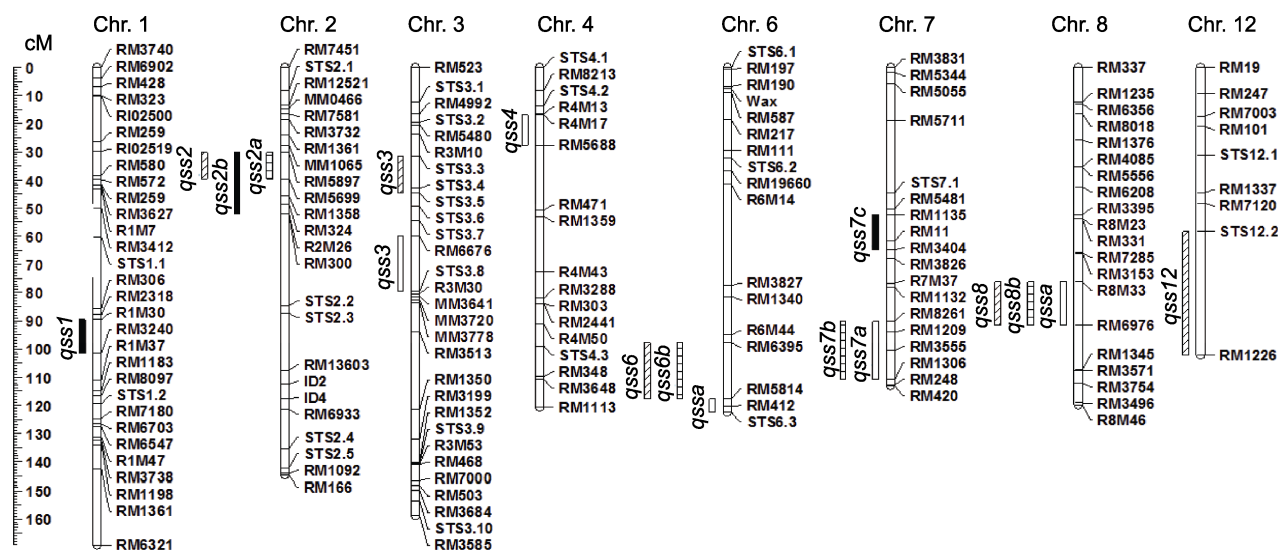 cM
0
10
20
30
40
50
60
70
80
90
100
110
120
130
140
150
160
Chr. 1
RM3740
RM6902
RM428
RM323
RI02500
RM259
RI02519
RM580
RM572
RM259
RM3627
R1M7
RM3412
STS1.1
RM306
RM2318
R1M30
RM3240
R1M37
RM1183
RM8097
STS1.2
RM7180
RM6703
RM6547
R1M47
RM3738
RM1198
RM1361
RM6321
qss1
Chr. 2
RM7451
STS2.1
RM12521
MM0466
RM7581
RM3732
RM1361
MM1065
RM5897
RM5699
RM1358
RM324
R2M26
RM300
STS2.2
STS2.3
RM13603
ID2
ID4
RM6933
STS2.4
STS2.5
RM1092
RM166
qss2
qss2b
qss2a
Chr. 3
RM523
STS3.1
RM4992
STS3.2
RM5480
R3M10
STS3.3
STS3.4
STS3.5
STS3.6
STS3.7
RM6676
STS3.8
R3M30
MM3641
MM3720
MM3778
RM3513
RM1350
RM3199
RM1352
STS3.9
R3M53
RM468
RM7000
RM503
RM3684
STS3.10
RM3585
qss3
qss3
Chr. 4
STS4.1
RM8213
STS4.2
R4M13
R4M17
RM5688
RM471
RM1359
R4M43
RM3288
RM303
RM2441
R4M50
STS4.3
RM348
RM3648
RM1113
qss4
Chr. 6
STS6.1
RM197
RM190
Wax
RM587
RM217
RM111
STS6.2
RM19660
R6M14
RM3827
RM1340
R6M44
RM6395
RM5814
RM412
STS6.3
qss6
qss6b
qssa
Chr. 7
RM3831
RM5344
RM5055
RM5711
STS7.1
RM5481
RM1135
RM11
RM3404
RM3826
R7M37
RM1132
RM8261
RM1209
RM3555
RM1306
RM248
RM420
qss7c
qss7b
qss7a
Chr. 8
RM337
RM1235
RM6356
RM8018
RM1376
RM4085
RM5556
RM6208
RM3395
R8M23
RM331
RM7285
RM3153
R8M33
RM6976
RM1345
RM3571
RM3754
RM3496
R8M46
qss8
qss8b
qssa
Chr. 12
RM19
RM247
RM7003
RM101
STS12.1
RM1337
RM7120
STS12.2
RM1226
qss12